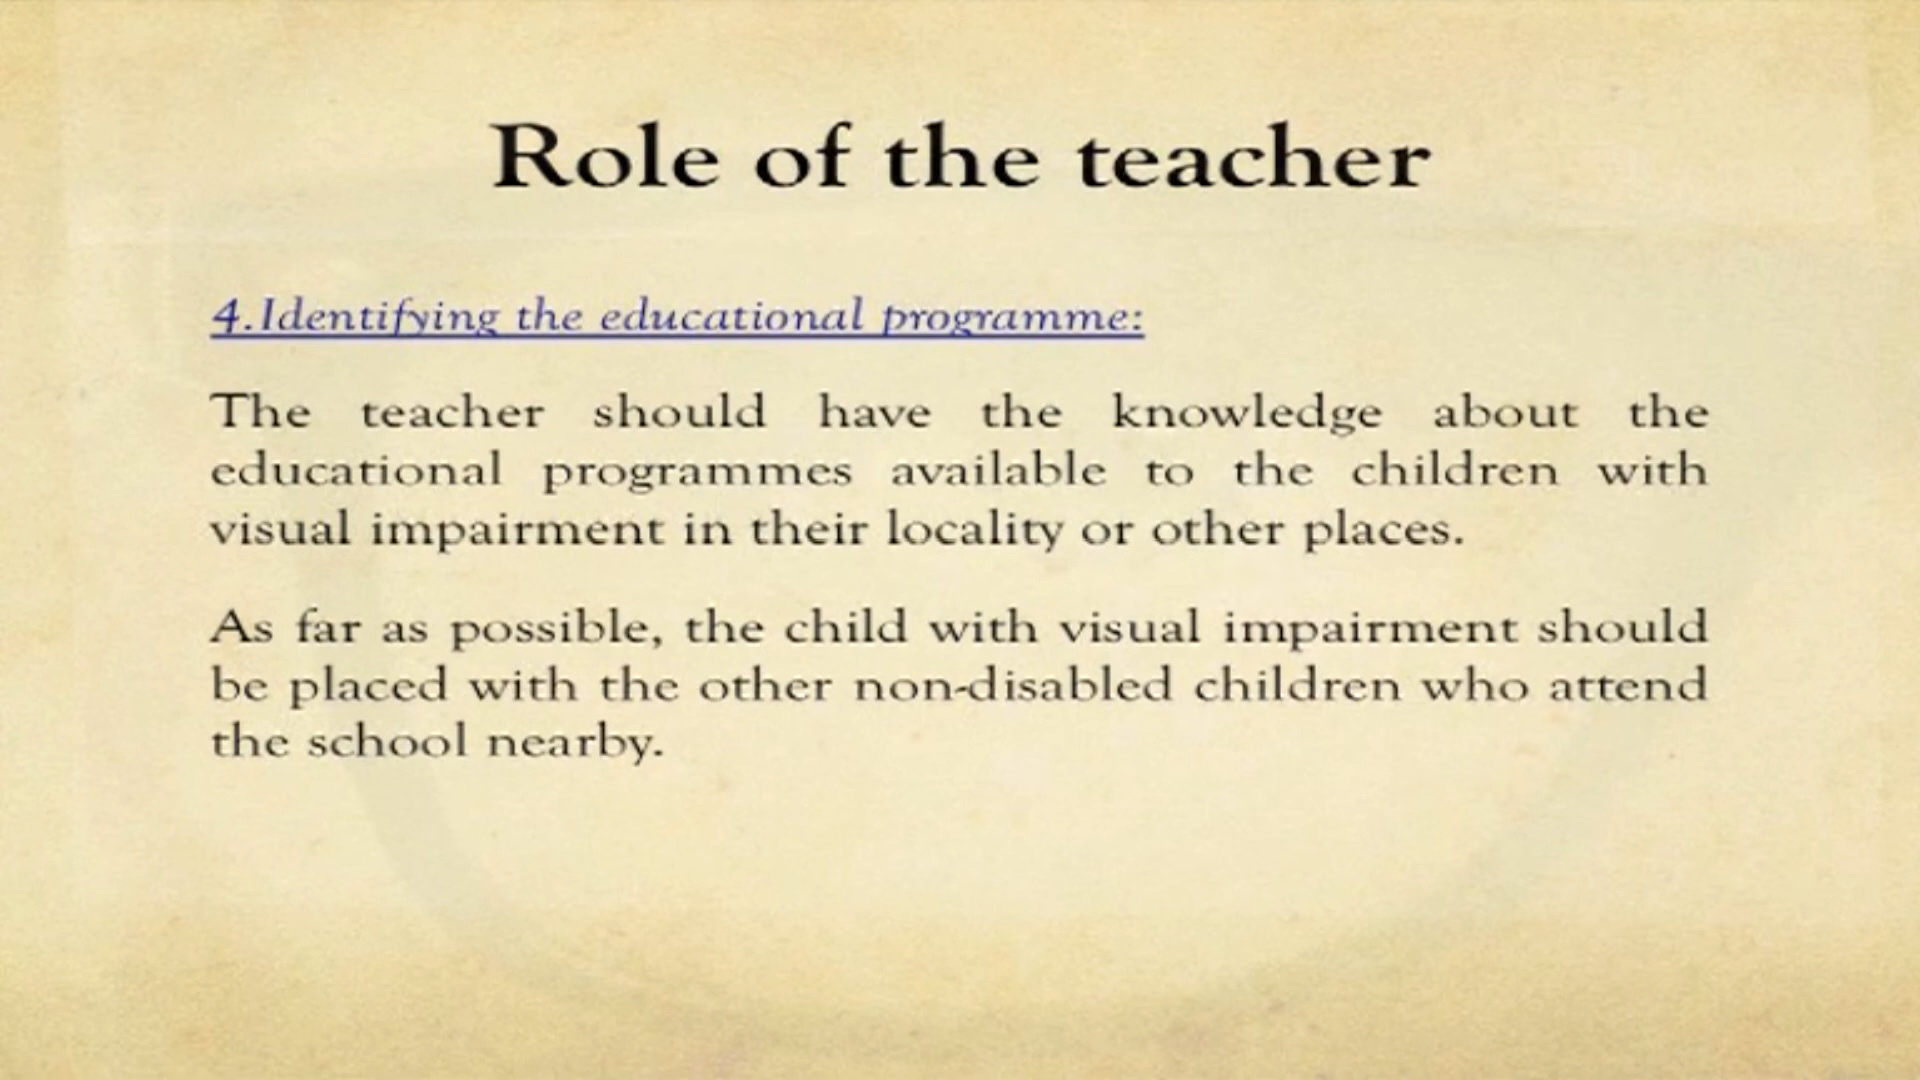 Role of the teacher
4.Identifying the educational programme:
The teacher should have the knowledge about the
educational programmes available to the children with
visual impairment in their locality or other places.
As far as possible, the child with visual impairment should
be placed with the other non-disabled children who attend
the school nearby.